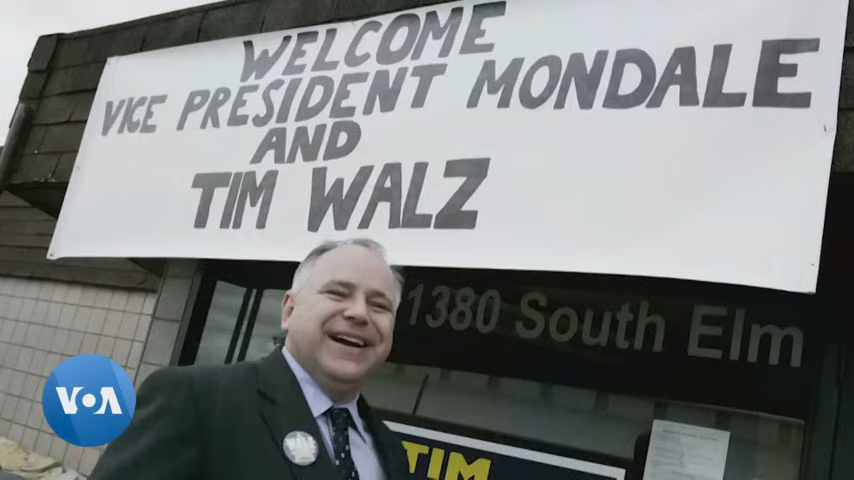 WELCOME
VICE PRESIDENT MONDALE
AND
TIM WALZ
1380 South Elm
VOA
TIM